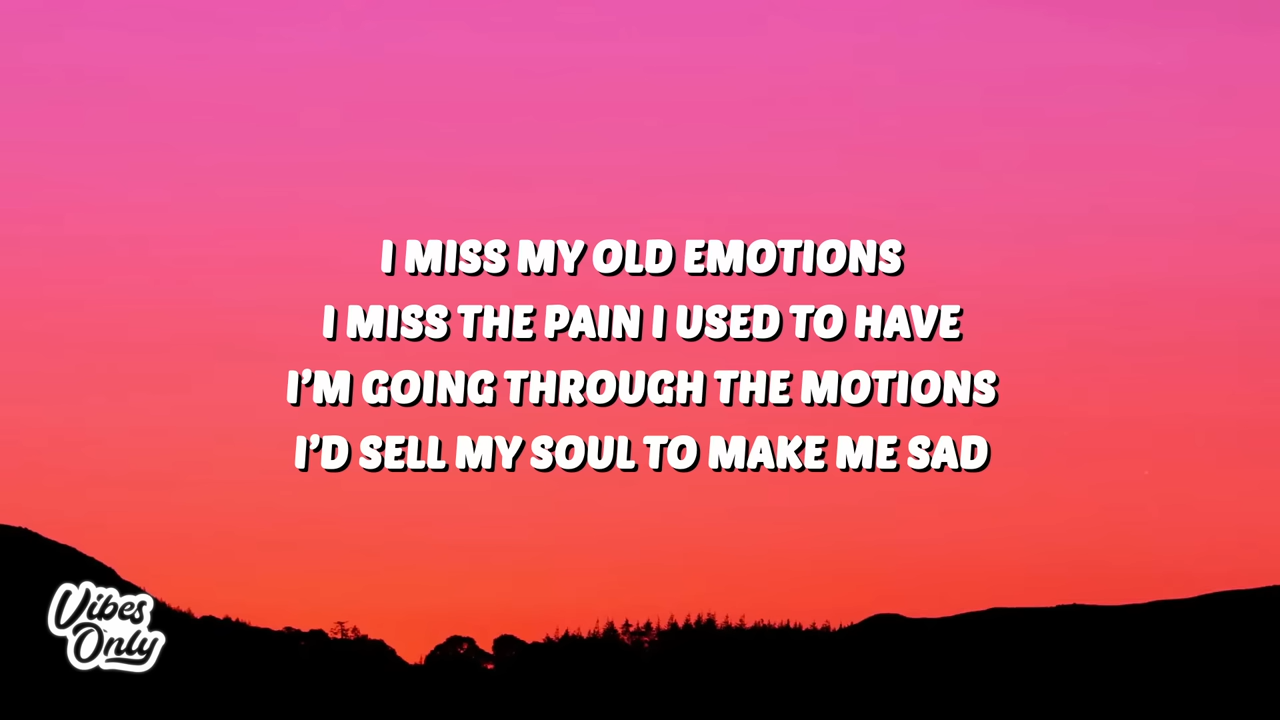 I MISS MY OLD EMOTIONS
I MISS THE PAIN I USED TO HAVE
I'M GOING THROUGH THE MOTIONS
I'D SELL MY SOUL TO MAKE ME SAD
Vibes
Only